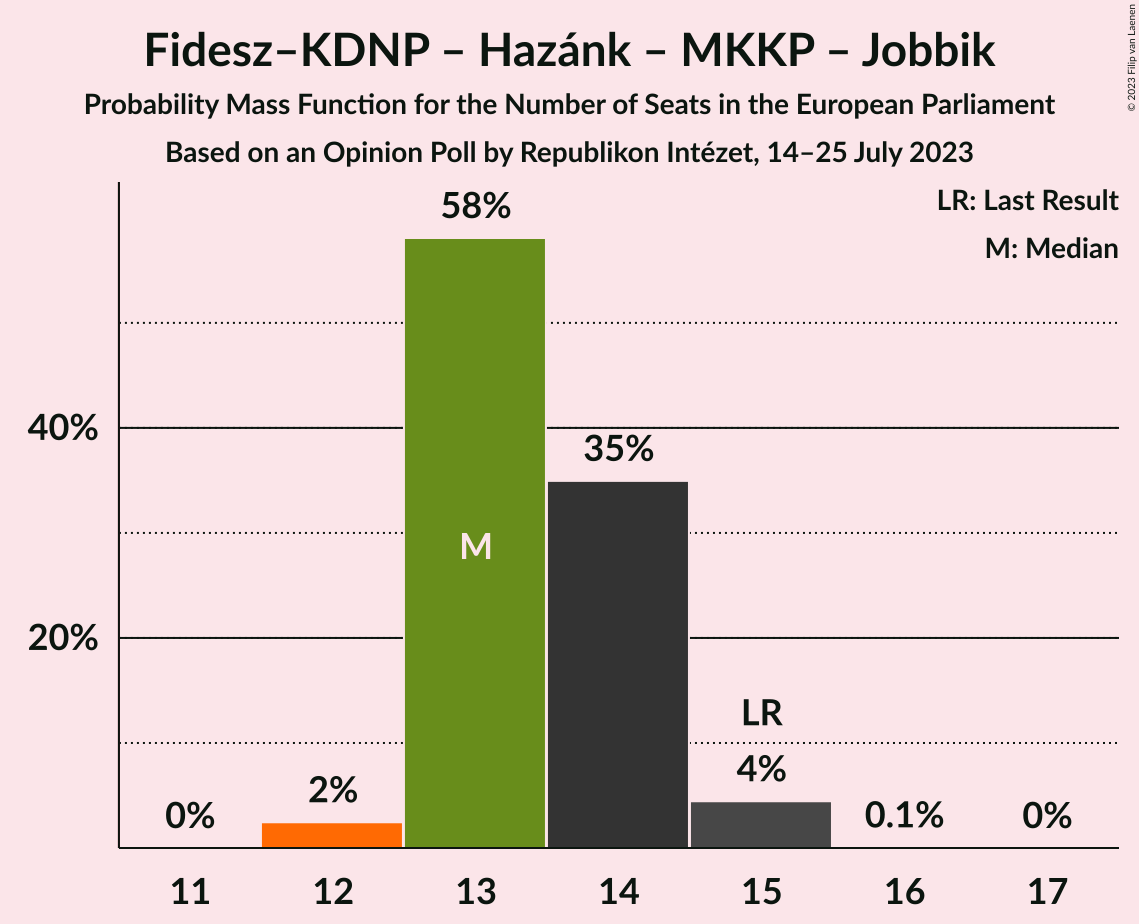 Fidesz–KDNP – Hazánk – MKKP – Jobbik
Probability Mass Function for the Number of Seats in the European Parliament
Based on an Opinion Poll by Republikon Intézet, 14–25 July 2023
© 2023 Filip van Laenen
LR: Last Result
M: Median
58%
40%
35%
M
20%
LR
4%
2%
0%
0.1%
0%
11 12 13 14 15 16 17